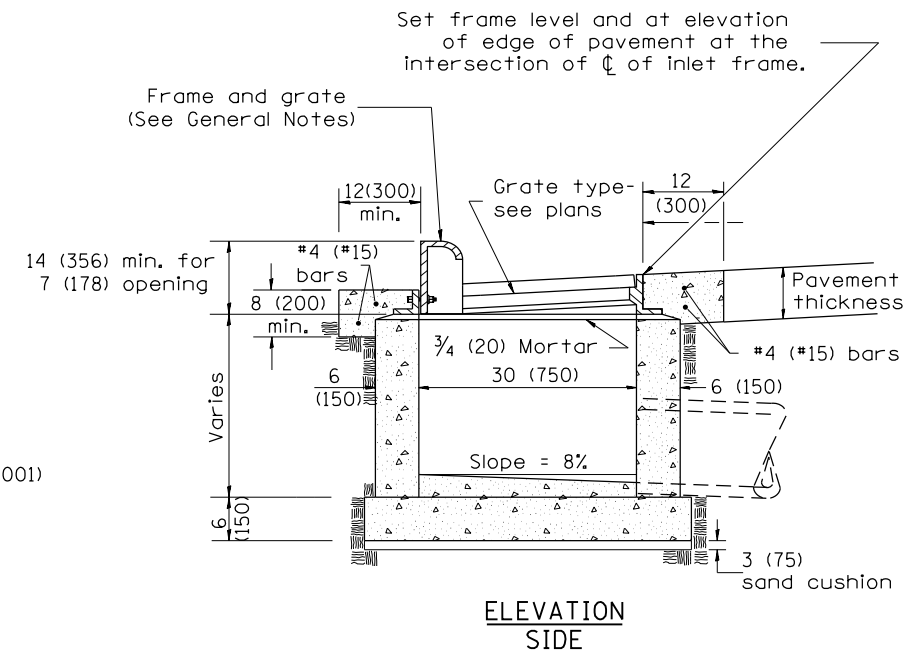 Set frame level and at elevation
of edge of pavement at the
intersection of ℄ of inlet frame.
Frame and grate
(See General Notes)
12(300)
min.
Grate type-
see plans
12
(300)
14 (356) min. for
7 (178) opening
#4 (#15)
bars
8 (200)
min.
Pavement
thickness
3/4 (20) Mortar
#4 (#15) bars
6
(150)
30 (750)
6 (150)
Varies
Slope = 8%
001)
6
(150)
3 (75)
sand cushion
ELEVATION
SIDE